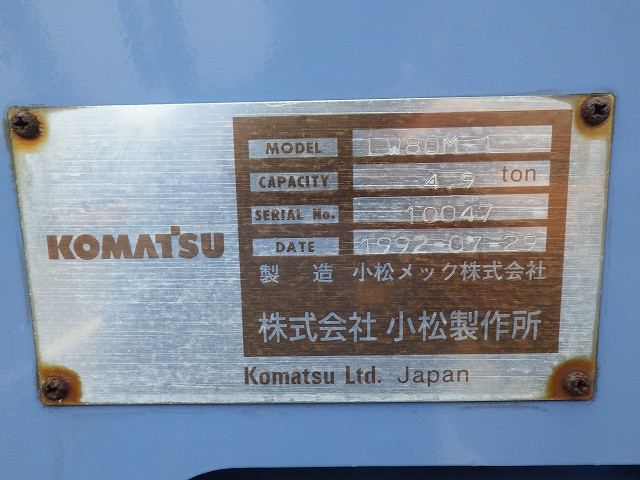 KOMATSU
MODEL LW80M-1
CAPACITY 4.9 ton
SERIAL No. 10047
DATE 1992-07-29
製造 小松メック株式会社
株式会社 小松製作所
Komatsu Ltd. Japan